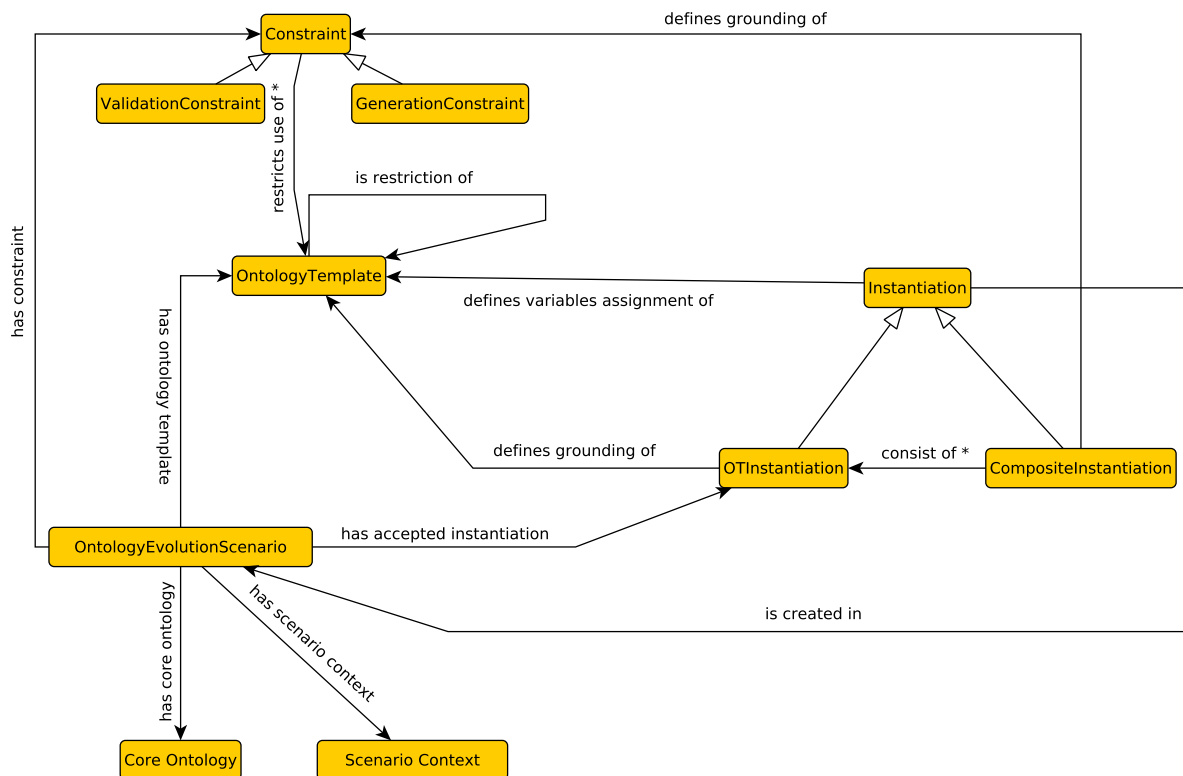 defines grounding of
Constraint
ValidationConstraint
GenerationConstraint
restricts use of *
is restriction of
has constraint
OntologyTemplate
Instantiation
defines variables assignment of
has ontology template
defines grounding of
OTInstantiation
consist of *
CompositeInstantiation
has accepted instantiation
OntologyEvolutionScenario
has core ontology
has scenario context
is created in
Core Ontology
Scenario Context